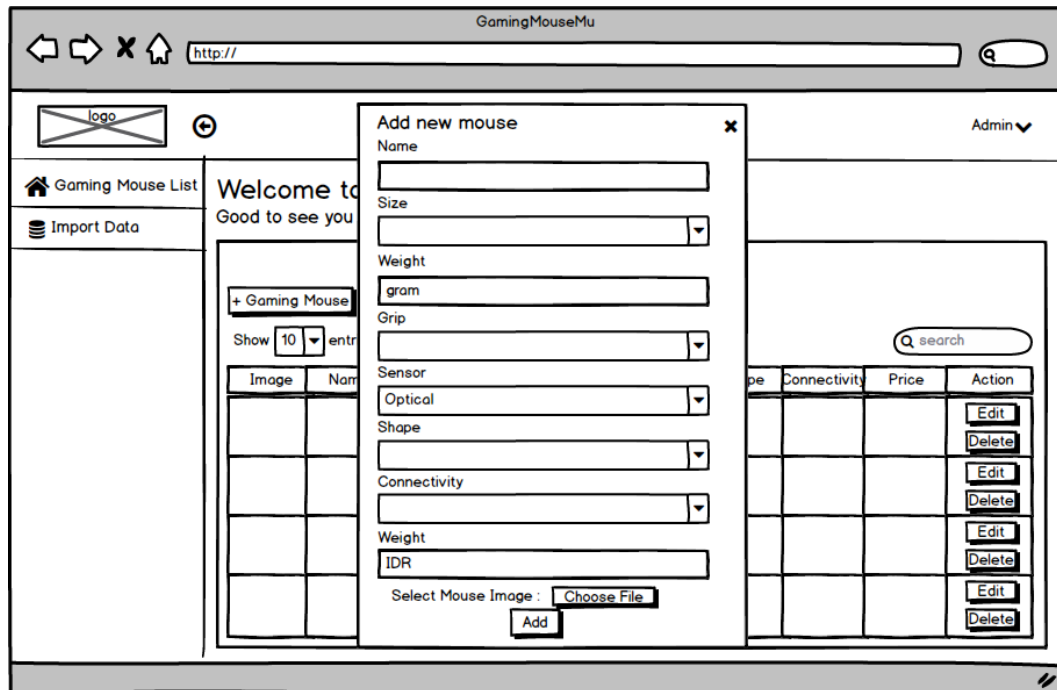 GamingMouseMu
http://
logo
Admin
Gaming Mouse List
Import Data
Welcome to
Good to see you
+ Gaming Mouse
Show 10 entr
search
Image Nam pe Connectivity Price Action
Edit
Delete
Edit
Delete
Edit
Delete
Edit
Delete
Add new mouse
Name
Size
Weight
gram
Grip
Sensor
Optical
Shape
Connectivity
Weight
IDR
Select Mouse Image : Choose File
Add